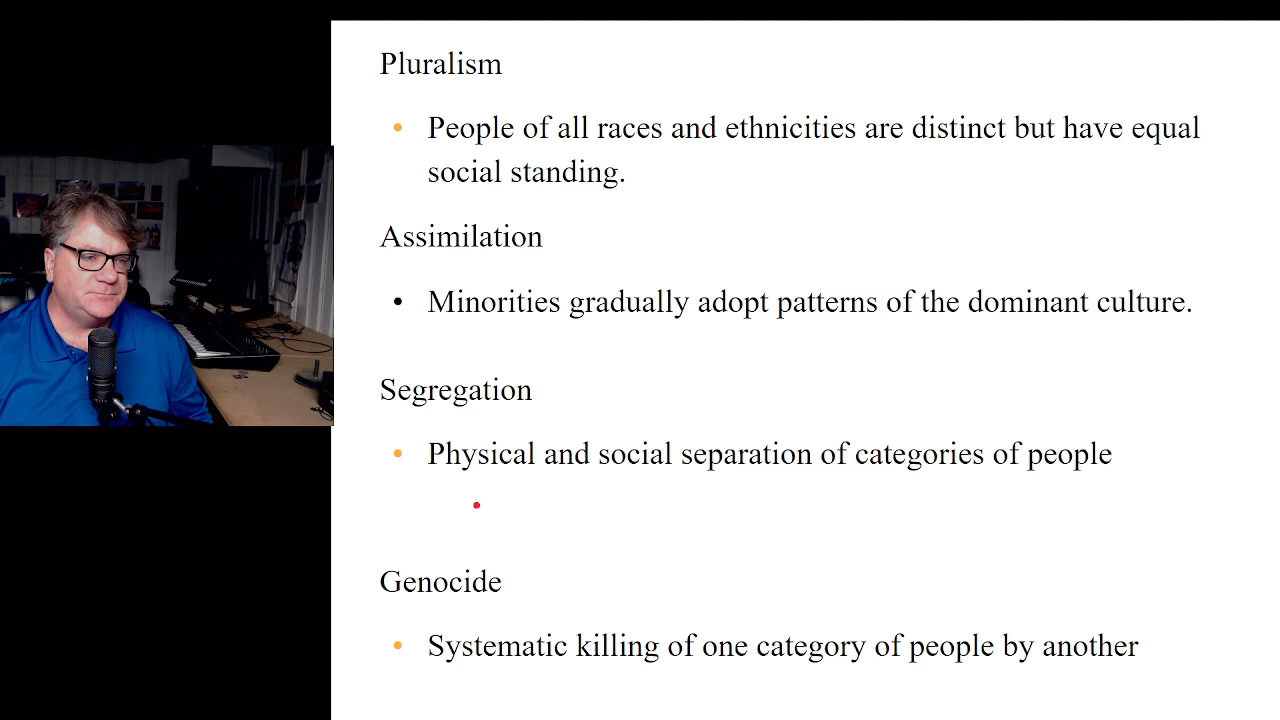 Pluralism
• People of all races and ethnicities are distinct but have equal
social standing.
Assimilation
• Minorities gradually adopt patterns of the dominant culture.
Segregation
• Physical and social separation of categories of people
Genocide
• Systematic killing of one category of people by another